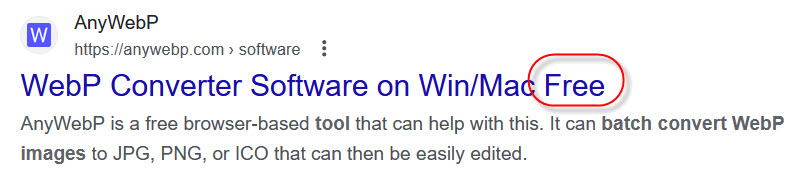 AnyWebP
W
https://anywebp.com › software
WebP Converter Software on Win/Mac Free
AnyWebP is a free browser-based tool that can help with this. It can batch convert WebP
images to JPG, PNG, or ICO that can then be easily edited.